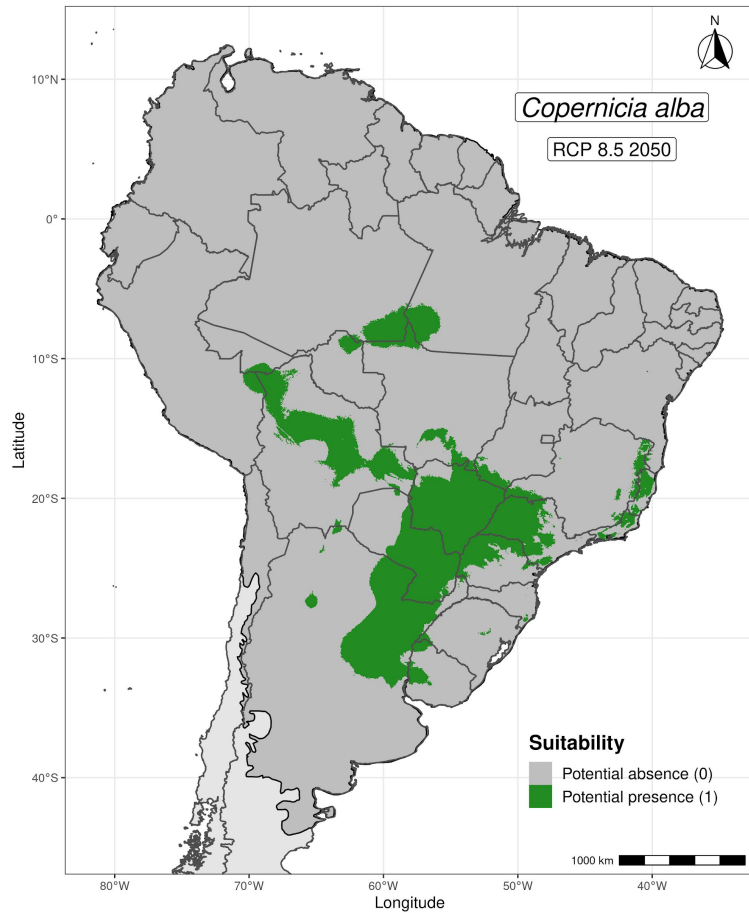 N
Copernicia alba
RCP 8.5 2050
10°N
0°
10°S
20°S
30°S
40°S
Latitude
Suitability
Potential absence (0)
Potential presence (1)
1000 km
80°W 70°W 60°W 50°W 40°W
Longitude